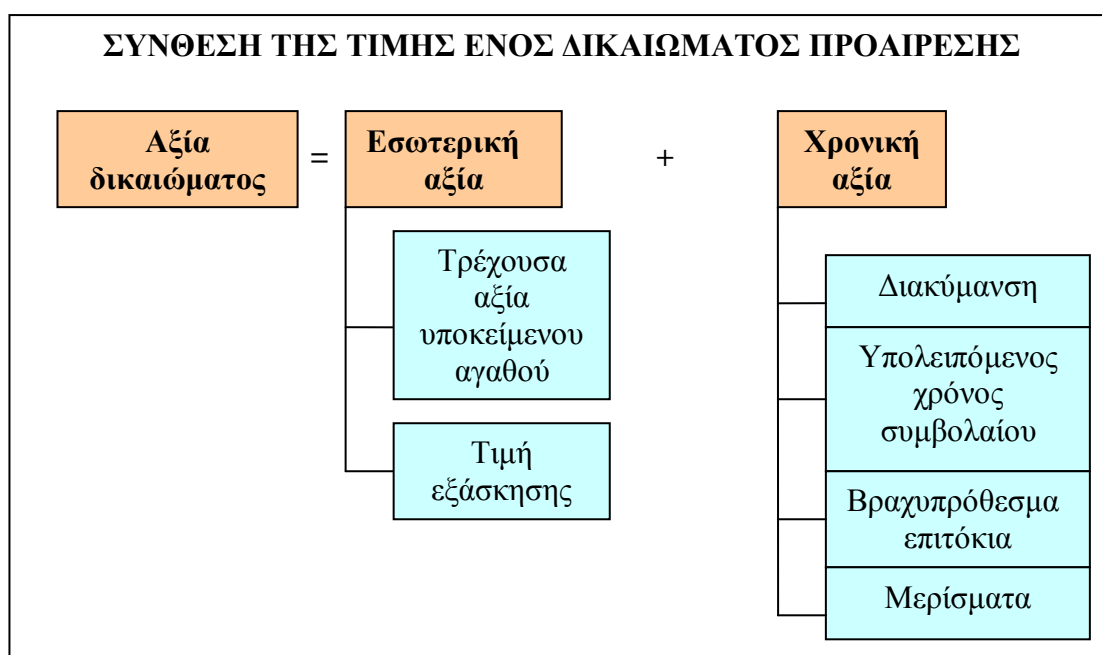 ΣΥΝΘΕΣΗ ΤΗΣ ΤΙΜΗΣ ΕΝΟΣ ΔΙΚΑΙΩΜΑΤΟΣ ΠΡΟΑΙΡΕΣΗΣ
Αξία
δικαιώματος
=
Εσωτερική
αξία
+
Χρονική
αξία
Τρέχουσα
αξία
υποκείμενου
αγαθού
Τιμή
εξάσκησης
Διακύμανση
Υπολειπόμενος
χρόνος
συμβολαίου
Βραχυπρόθεσμα
επιτόκια
Μερίσματα